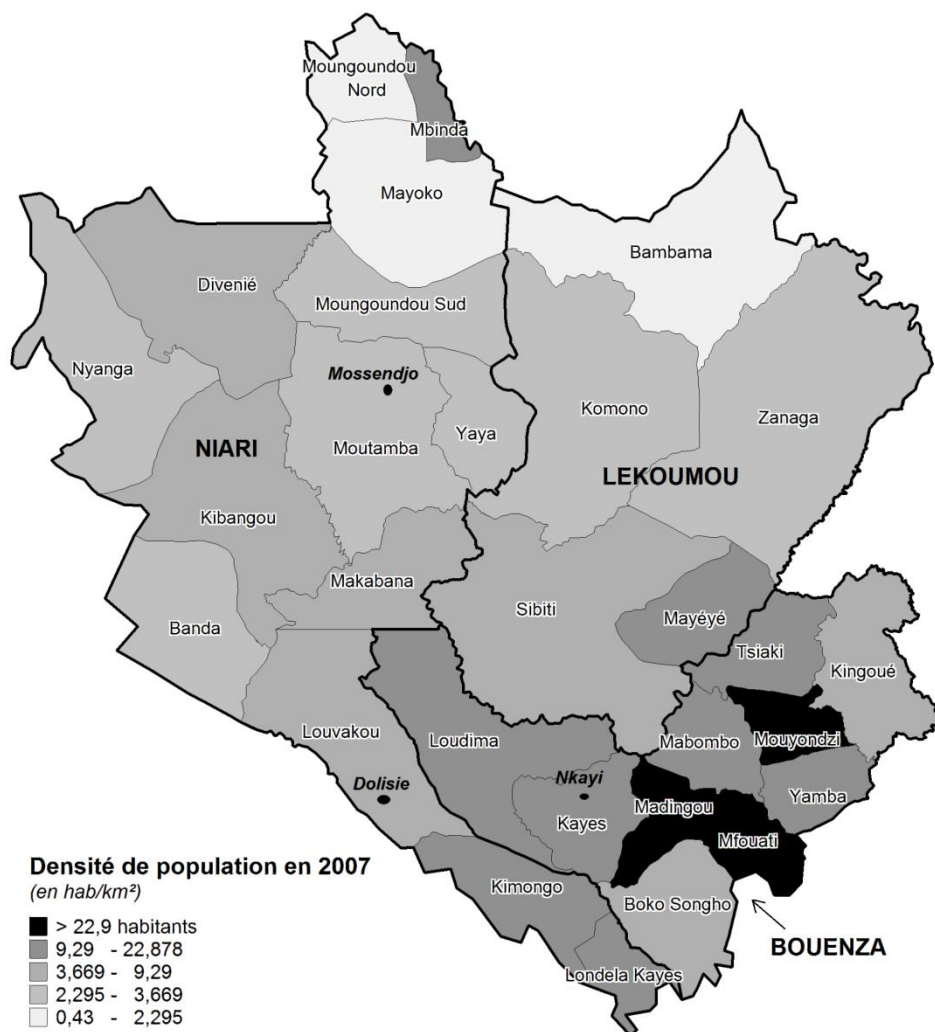 Moungoundou
Nord
Mbinda
Mayoko
Bambama
Divenié
Moungoundou Sud
Nyanga
Mossendjo
Komono
Zanaga
Yaya
NIARI
Moutamba
LEKOUMOU
Kibangou
Makabana
Sibiti
Mayéyé
Banda
Tsiaki
Kingoué
Louvakou
Loudima
Mabombo
Mouyondzi
Dolisie
Nkayi
Yamba
Kayes
Madingou
Mfouati
Densité de population en 2007
(en hab/km²)
Kimongo
Boko Songho
> 22,9 habitants
BOUENZA
9,29 - 22,878
3,669 - 9,29
Londela Kayes
2,295 - 3,669
0,43 - 2,295